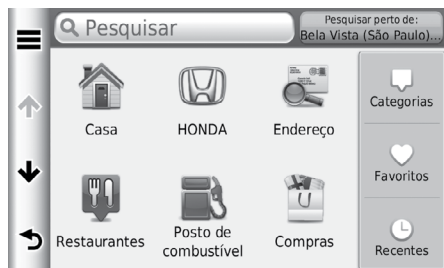 Pesquisar
Pesquisar perto de:
Bela Vista (São Paulo)...
Casa
HONDA
Endereço
Categorias
Restaurantes
Posto de
combustível
Compras
Favoritos
Recentes